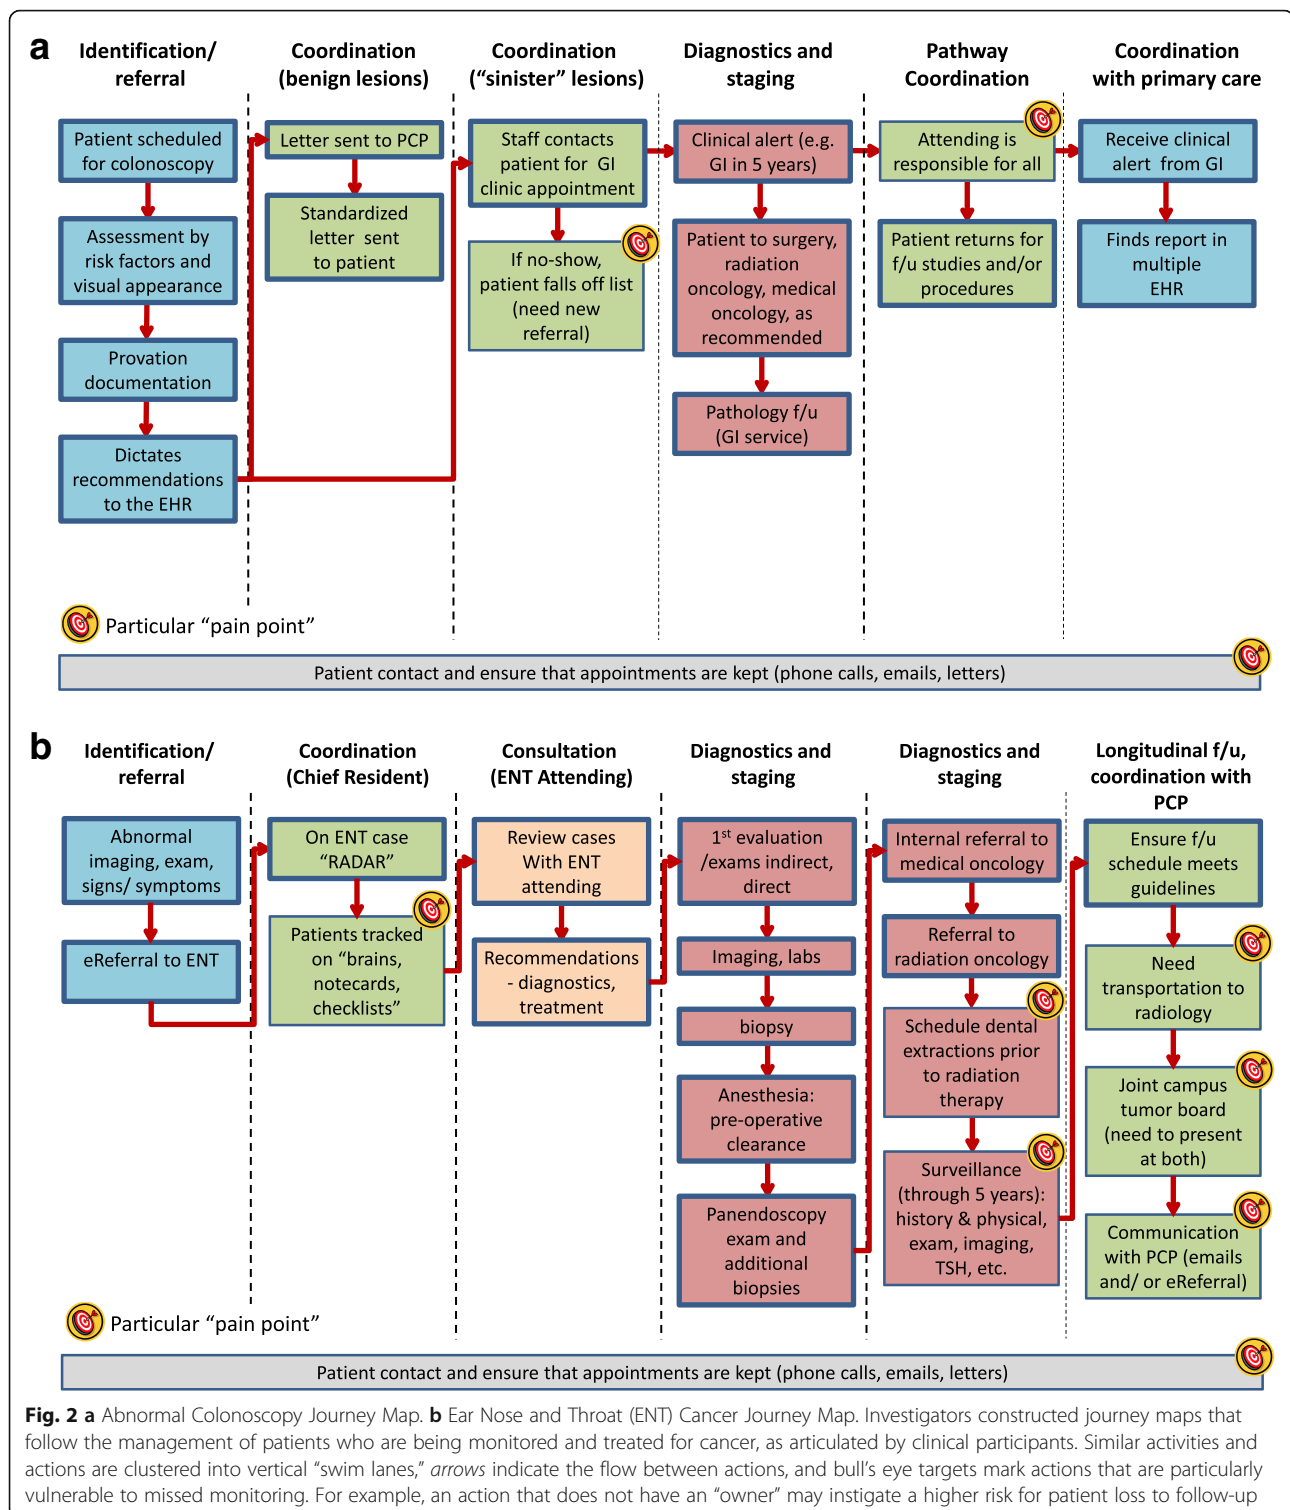 a
Identification/
referral
Coordination
(benign lesions)
Coordination
(“sinister” lesions)
Diagnostics and
staging
Pathway
Coordination
Coordination
with primary care
Patient scheduled
for colonoscopy
Assessment by
risk factors and
visual appearance
Provation
documentation
Dictates
recommendations
to the EHR
Letter sent to PCP
Standardized
letter sent
to patient
Staff contacts
patient for GI
clinic appointment
If no-show,
patient falls off list
(need new
referral)
Clinical alert (e.g.
GI in 5 years)
Patient to surgery,
radiation
oncology, medical
oncology, as
recommended
Pathology f/u
(GI service)
Attending is
responsible for all
Patient returns for
f/u studies and/or
procedures
Receive clinical
alert from GI
Finds report in
multiple
EHR
Particular “pain point”
Patient contact and ensure that appointments are kept (phone calls, emails, letters)
b
Identification/
referral
Coordination
(Chief Resident)
Consultation
(ENT Attending)
Diagnostics and
staging
Diagnostics and
staging
Longitudinal f/u,
coordination with
PCP
Abnormal
imaging, exam,
signs/ symptoms
eReferral to ENT
On ENT case
“RADAR”
Patients tracked
on “brains,
notecards,
checklists”
Review cases
With ENT
attending
Recommendations
- diagnostics,
treatment
1st evaluation
/exams indirect,
direct
Imaging, labs
biopsy
Anesthesia:
pre-operative
clearance
Panendoscopy
exam and
additional
biopsies
Internal referral to
medical oncology
Referral to
radiation oncology
Schedule dental
extractions prior
to radiation
therapy
Surveillance
(through 5 years):
history & physical,
exam, imaging,
TSH, etc.
Ensure f/u
schedule meets
guidelines
Need
transportation to
radiology
Joint campus
tumor board
(need to present
at both)
Communication
with PCP (emails
and/ or eReferral)
Particular “pain point”
Patient contact and ensure that appointments are kept (phone calls, emails, letters)
Fig. 2 a Abnormal Colonoscopy Journey Map. b Ear Nose and Throat (ENT) Cancer Journey Map. Investigators constructed journey maps that
follow the management of patients who are being monitored and treated for cancer, as articulated by clinical participants. Similar activities and
actions are clustered into vertical “swim lanes,” arrows indicate the flow between actions, and bull’s eye targets mark actions that are particularly
vulnerable to missed monitoring. For example, an action that does not have an “owner” may instigate a higher risk for patient loss to follow-up